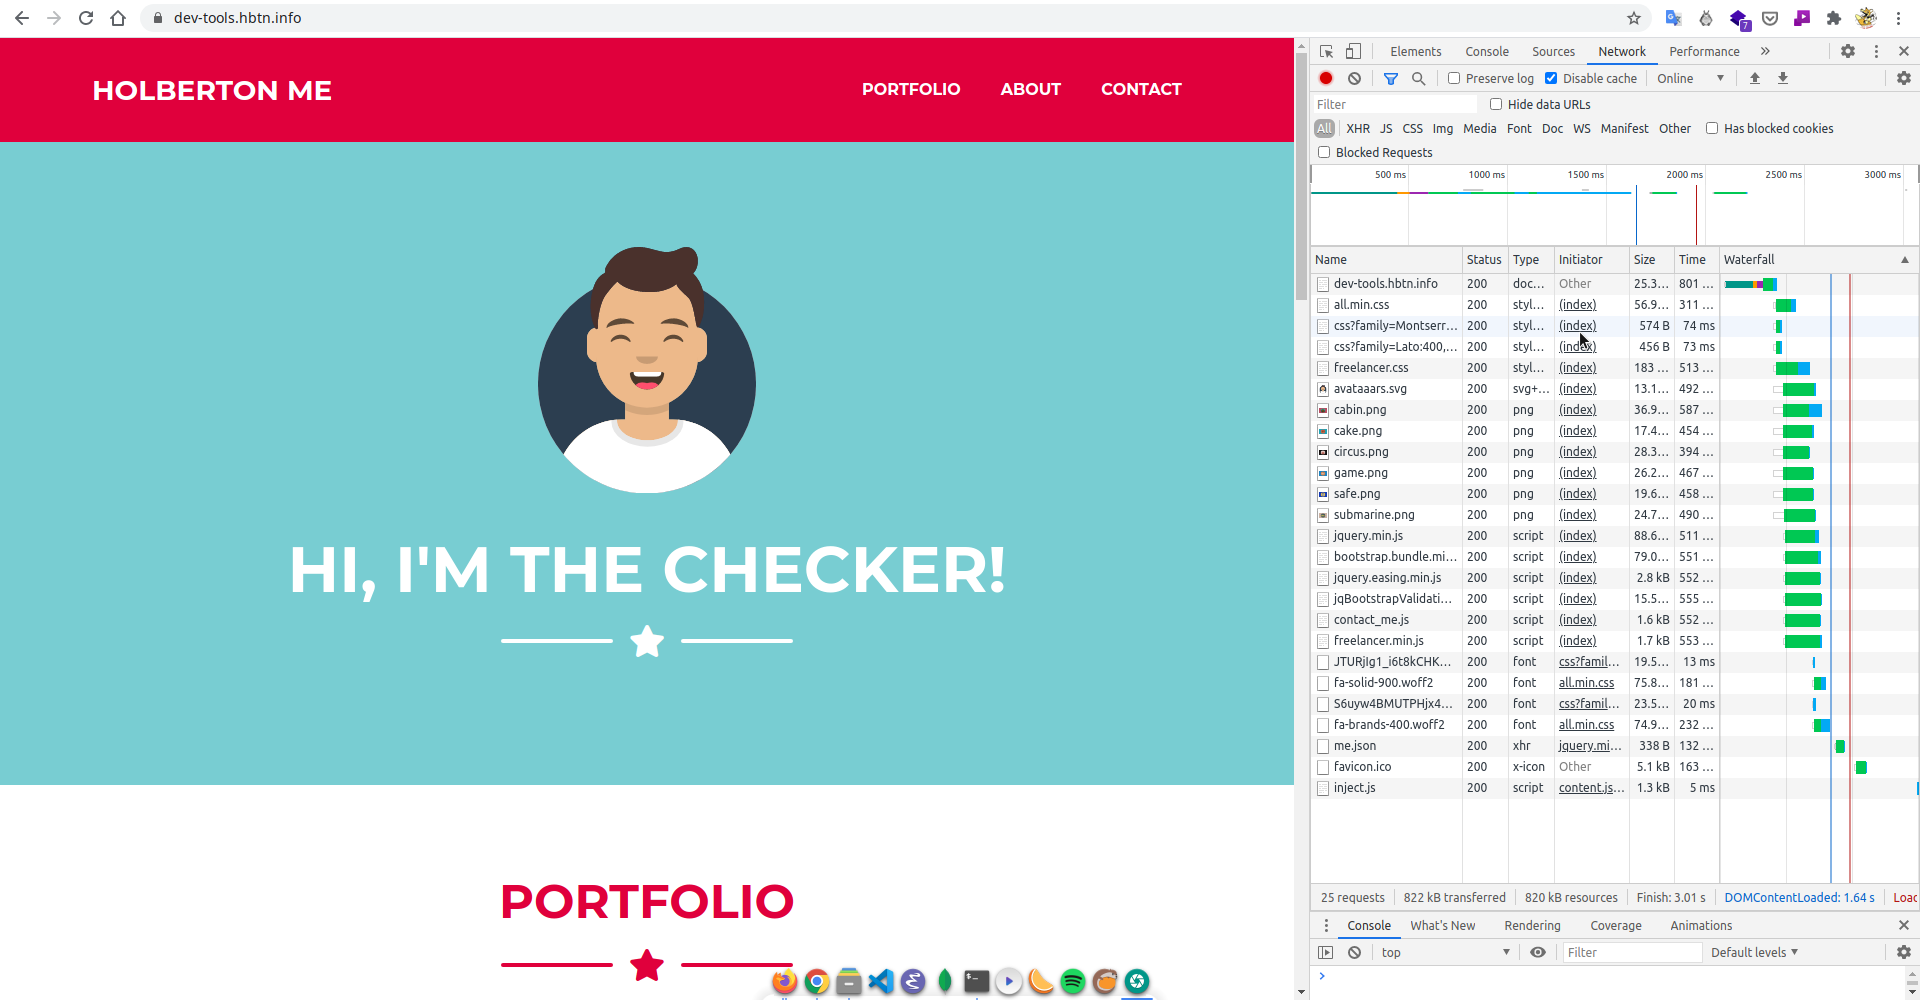 dev-tools.hbtn.info
7
HOLBERTON ME
PORTFOLIO ABOUT CONTACT
HI, I'M THE CHECKER!
PORTFOLIO
Elements Console Sources Network Performance
Preserve log Disable cache Online
Filter Hide data URLs
All XHR JS CSS Img Media Font Doc WS Manifest Other Has blocked cookies
Blocked Requests
500 ms 1000 ms 1500 ms 2000 ms 2500 ms 3000 ms
Name Status Type Initiator Size Time Waterfall
dev-tools.hbtn.info 200 doc... Other 25.3... 801 ...
all.min.css 200 styl... (index) 56.9... 311 ...
css?family=Montserr... 200 styl... (index) 574 B 74 ms
css?family=Lato:400,... 200 styl... (index) 456 B 73 ms
freelancer.css 200 styl... (index) 183 ... 513 ...
avataaars.svg 200 svg+... (index) 13.1... 492 ...
cabin.png 200 png (index) 36.9... 587 ...
cake.png 200 png (index) 17.4... 454 ...
circus.png 200 png (index) 28.3... 394 ...
game.png 200 png (index) 26.2... 467 ...
safe.png 200 png (index) 19.6... 458 ...
submarine.png 200 png (index) 24.7... 490 ...
jquery.min.js 200 script (index) 88.6... 511 ...
bootstrap.bundle.mi... 200 script (index) 79.0... 551 ...
jquery.easing.min.js 200 script (index) 2.8 kB 552 ...
jqBootstrapValidati... 200 script (index) 15.5... 555 ...
contact_me.js 200 script (index) 1.6 kB 552 ...
freelancer.min.js 200 script (index) 1.7 kB 553 ...
JTURjIg1_i6t8kCHK... 200 font css?famil... 19.5... 13 ms
fa-solid-900.woff2 200 font all.min.css 75.8... 181 ...
S6uyw4BMUTPHjx4... 200 font css?famil... 23.5... 20 ms
fa-brands-400.woff2 200 font all.min.css 74.9... 232 ...
me.json 200 xhr jquery.mi... 338 B 132 ...
favicon.ico 200 x-icon Other 5.1 kB 163 ...
inject.js 200 script content.js... 1.3 kB 5 ms
25 requests 822 kB transferred 820 kB resources Finish: 3.01 s DOMContentLoaded: 1.64 s Loac
Console What's New Rendering Coverage Animations
top Filter Default levels